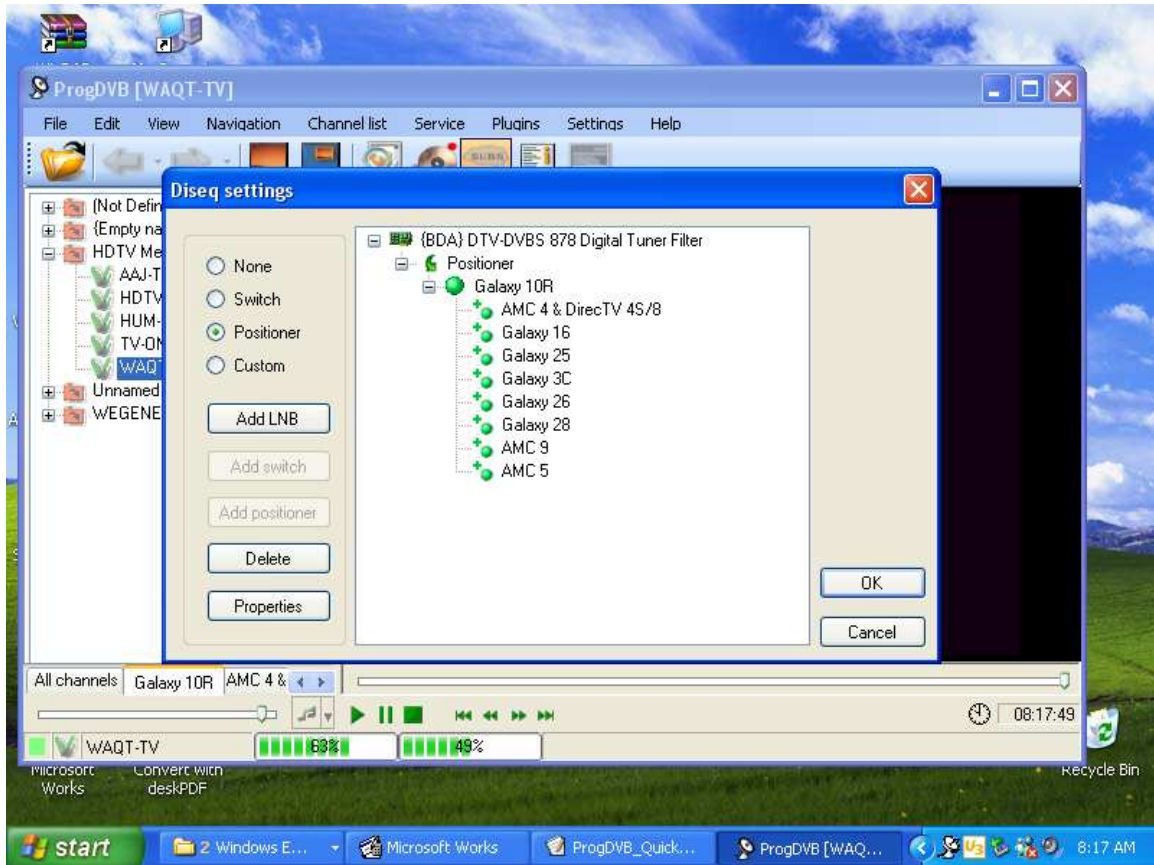 ProgDVB [WAQT-TV]
File Edit View Navigation Channel list Service Plugins Settings Help
SUBS
Diseq settings
(Not Defin
{Empty na
HDTV Me
AAJ-T
HDTV
HUM-
TV-ON
WAQT
Unnamed
WEGENE
None
Switch
Positioner
Custom
Add LNB
Add switch
Add positioner
Delete
Properties
{BDA} DTV-DVBS 878 Digital Tuner Filter
Positioner
Galaxy 10R
AMC 4 & DirecTV 4S/8
Galaxy 16
Galaxy 25
Galaxy 3C
Galaxy 26
Galaxy 28
AMC 9
AMC 5
OK
Cancel
All channels Galaxy 10R AMC 4 &
08:17:49
WAQT-TV 63% 49%
Microsoft Works
Convert with deskPDF
Recycle Bin
start 2 Windows E... Microsoft Works ProgDVB_Quick... ProgDVB [WAQ... U3 8:17 AM